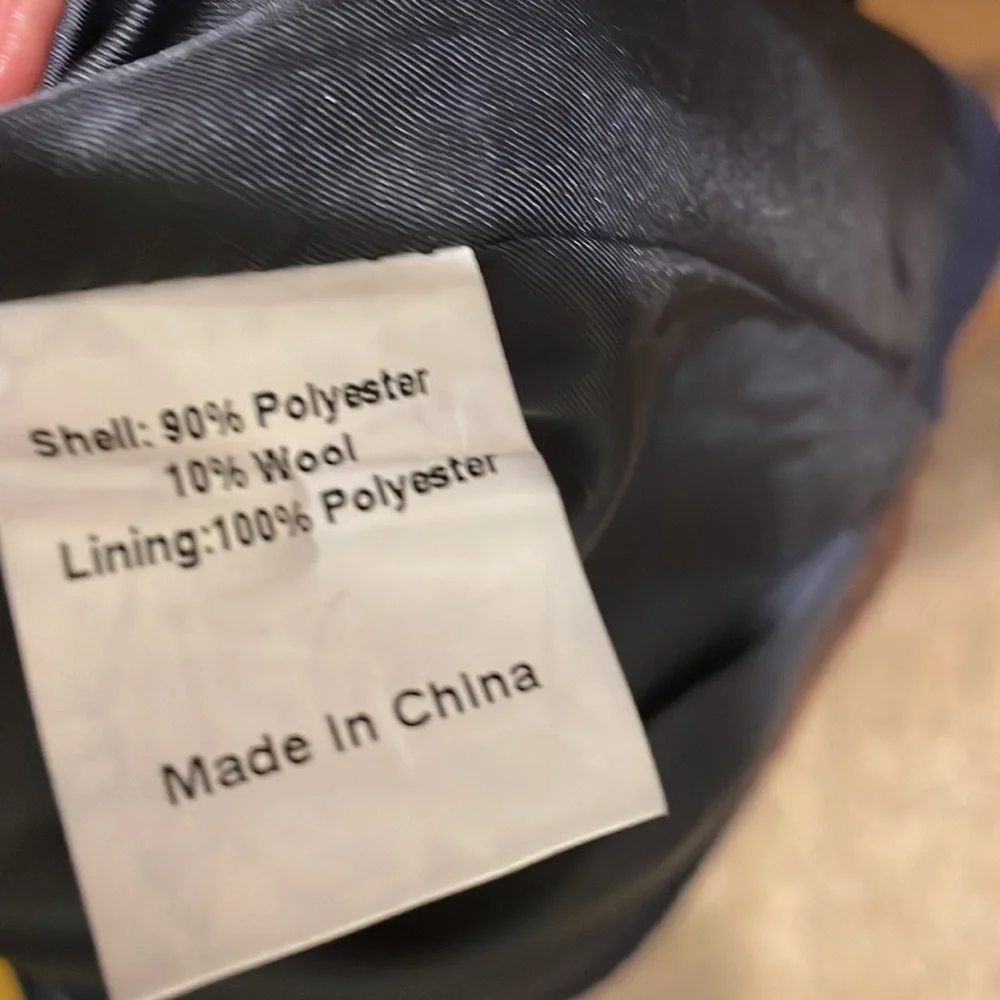 Shell: 90% Polyester
10% Wool
Lining:100% Polyester
Made In China